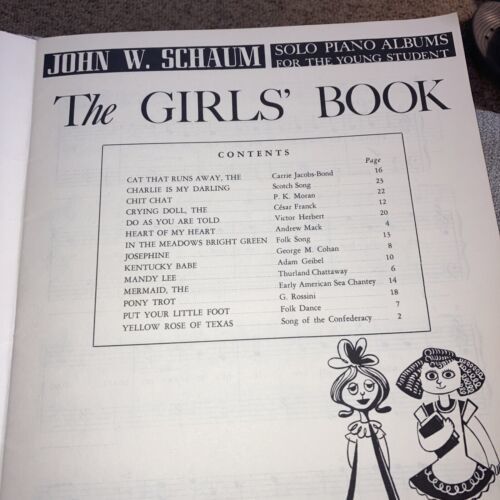 JOHN W. SCHAUM SOLO PIANO ALBUMS FOR THE YOUNG STUDENT
The GIRLS' BOOK
CONTENTS
Page
CAT THAT RUNS AWAY, THE Carrie Jacobs-Bond 16
CHARLIE IS MY DARLING Scotch Song 23
CHIT CHAT P. K. Moran 22
CRYING DOLL, THE César Franck 12
DO AS YOU ARE TOLD Victor Herbert 20
HEART OF MY HEART Andrew Mack 4
IN THE MEADOWS BRIGHT GREEN Folk Song 13
JOSEPHINE George M. Cohan 8
KENTUCKY BABE Adam Geibel 10
MANDY LEE Thurland Chattaway 6
MERMAID, THE Early American Sea Chantey 14
PONY TROT G. Rossini 18
PUT YOUR LITTLE FOOT Folk Dance 7
YELLOW ROSE OF TEXAS Song of the Confederacy 2